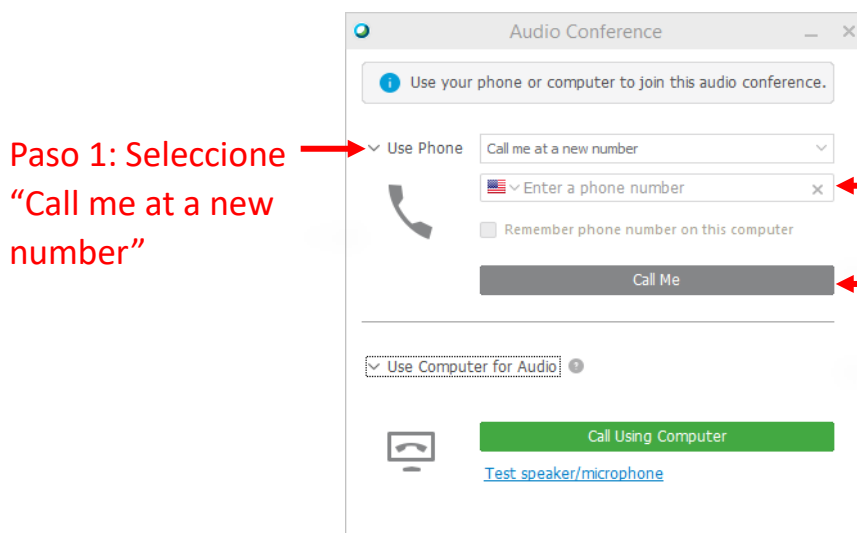 Audio Conference
Use your phone or computer to join this audio conference.
Paso 1: Seleccione
“Call me at a new
number”
Use Phone
Call me at a new number
Enter a phone number
Remember phone number on this computer
Call Me
Use Computer for Audio
Call Using Computer
Test speaker/microphone